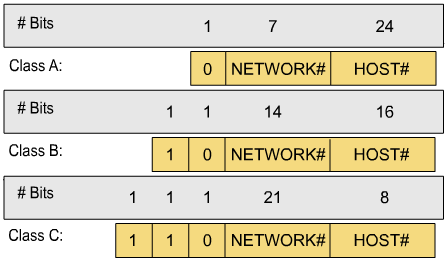 # Bits 1 7 24
Class A: 0 NETWORK# HOST#
# Bits 1 1 14 16
Class B: 1 0 NETWORK# HOST#
# Bits 1 1 1 21 8
Class C: 1 1 0 NETWORK# HOST#